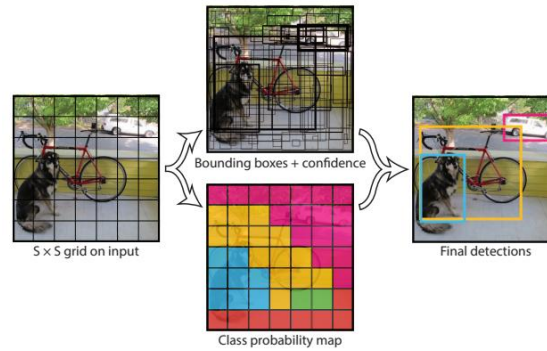 Bounding boxes + confidence
S × S grid on input
Final detections
Class probability map